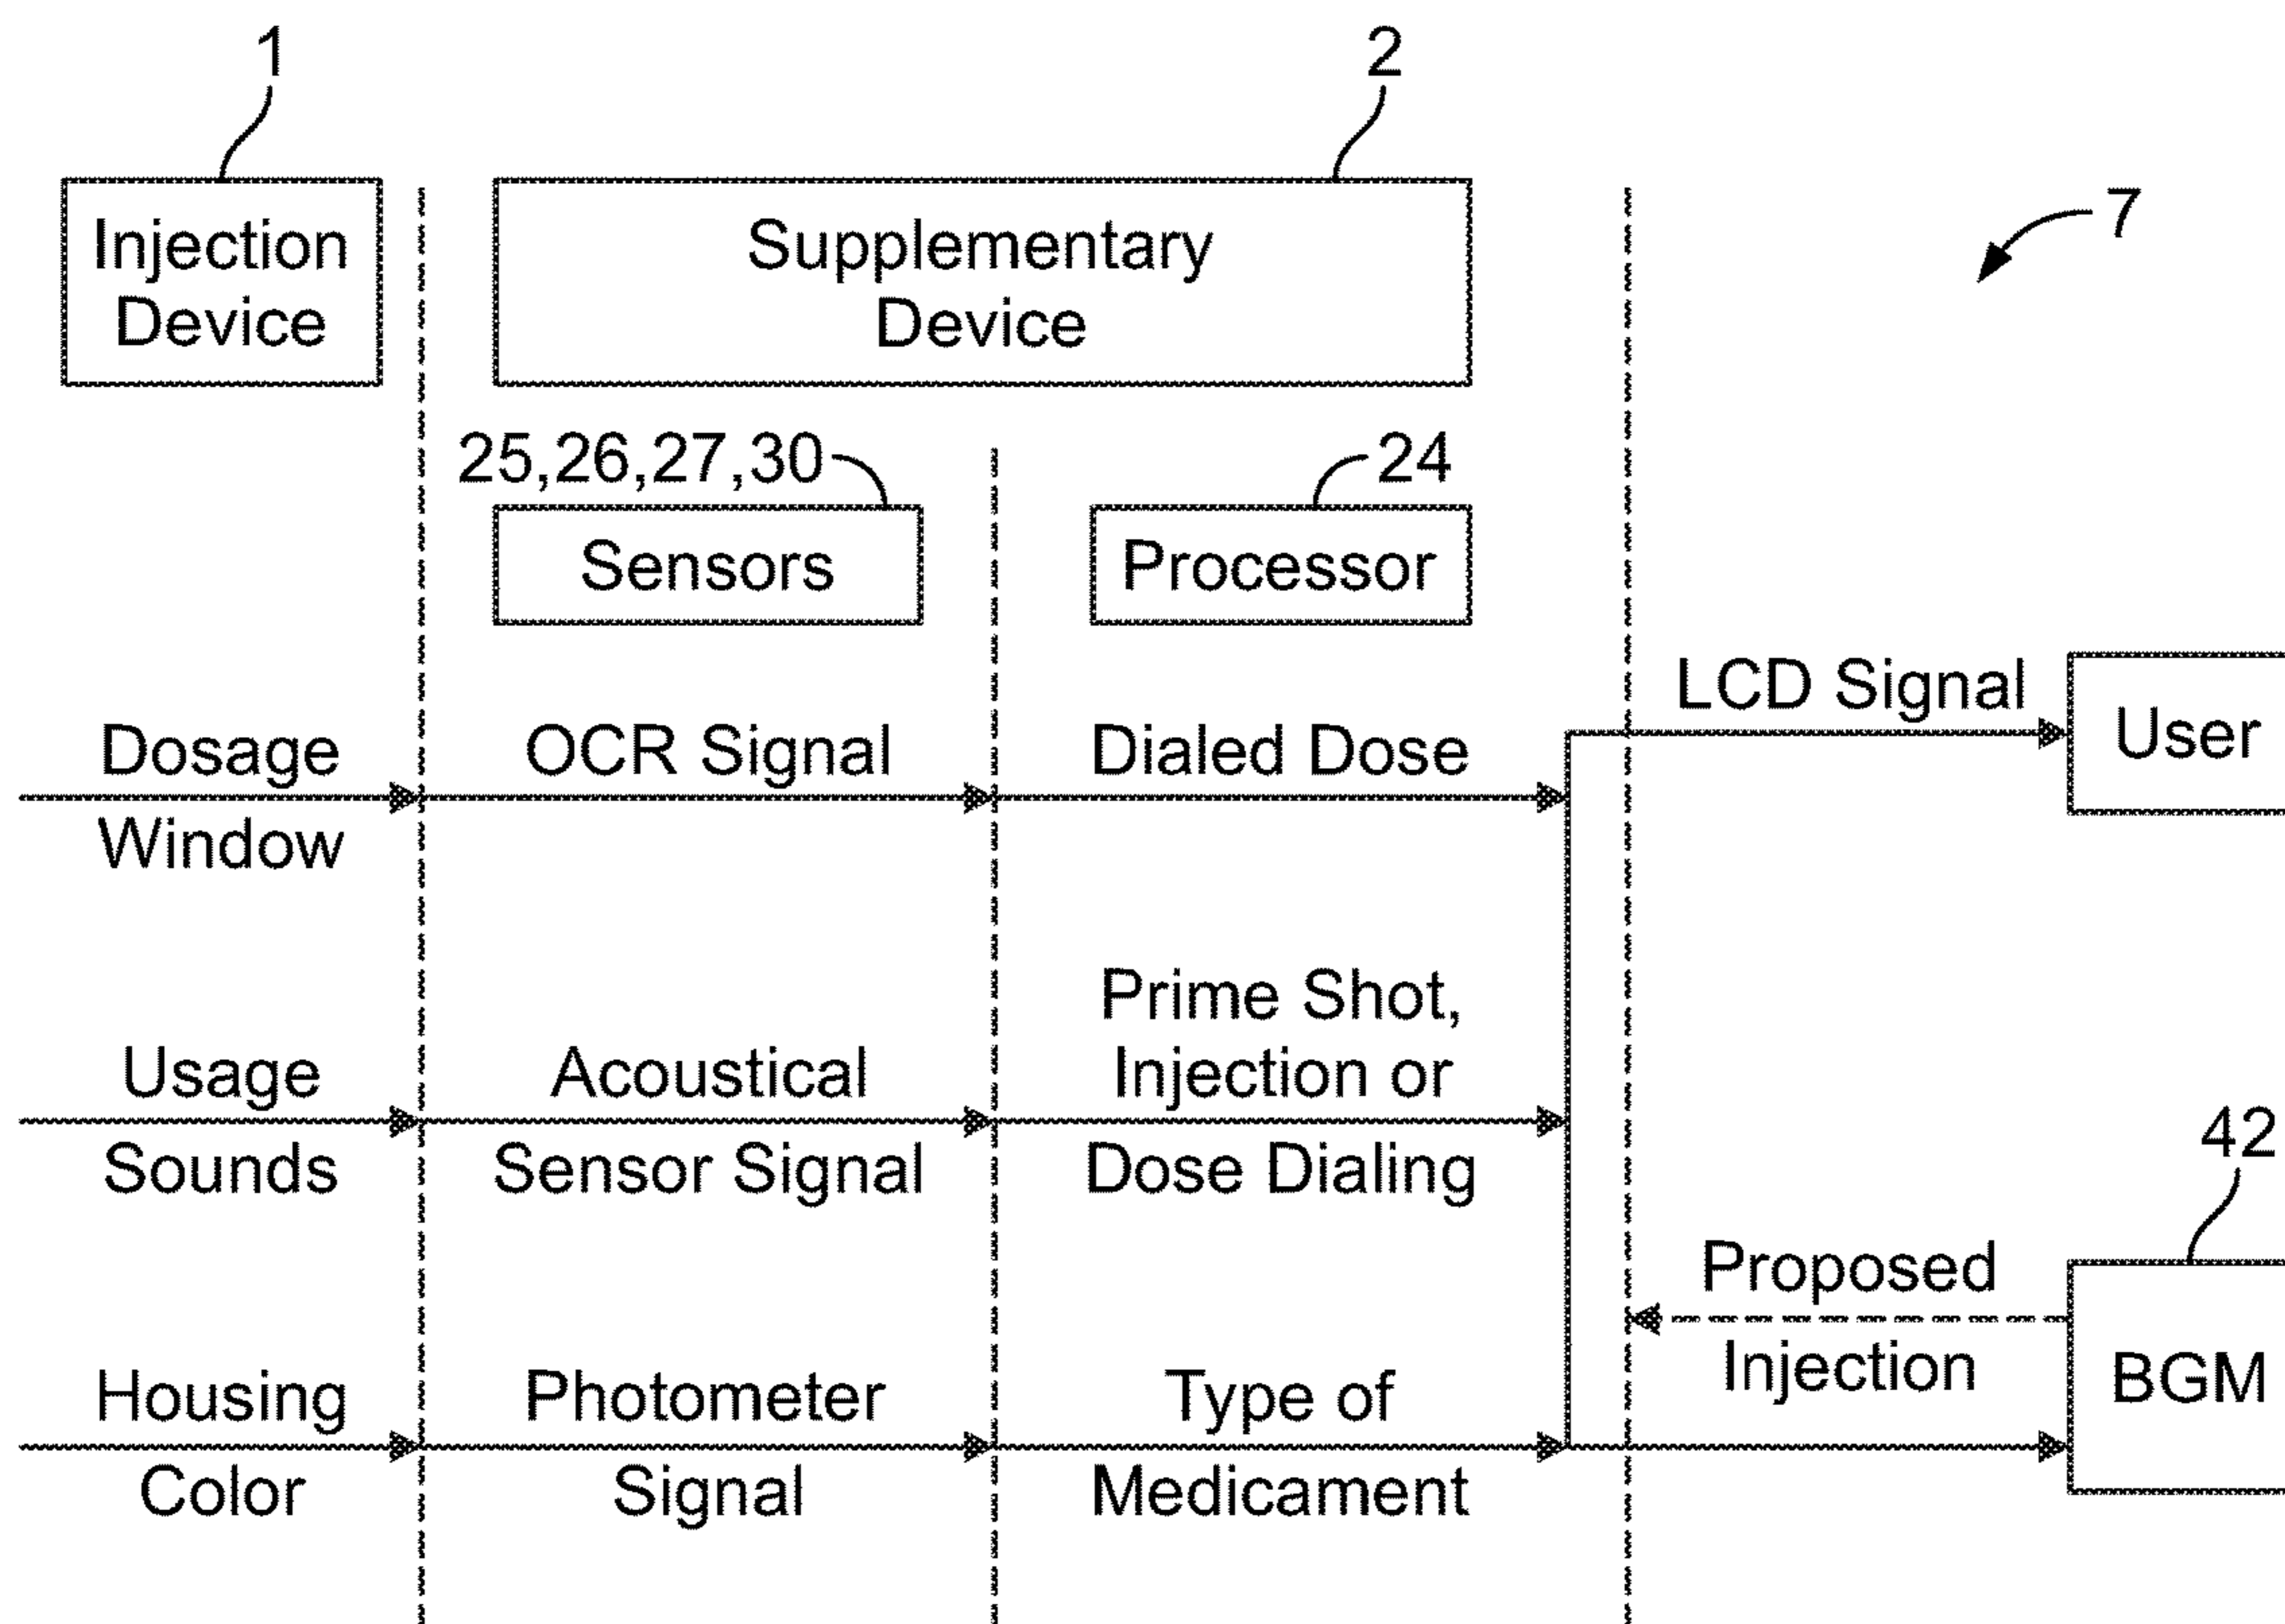 1
2
7
Injection
Device
Supplementary
Device
25,26,27,30
24
Sensors
Processor
LCD Signal
User
Dosage
Window
OCR Signal
Dialed Dose
Usage
Sounds
Acoustical
Sensor Signal
Prime Shot,
Injection or
Dose Dialing
42
Proposed
Injection
BGM
Housing
Color
Photometer
Signal
Type of
Medicament